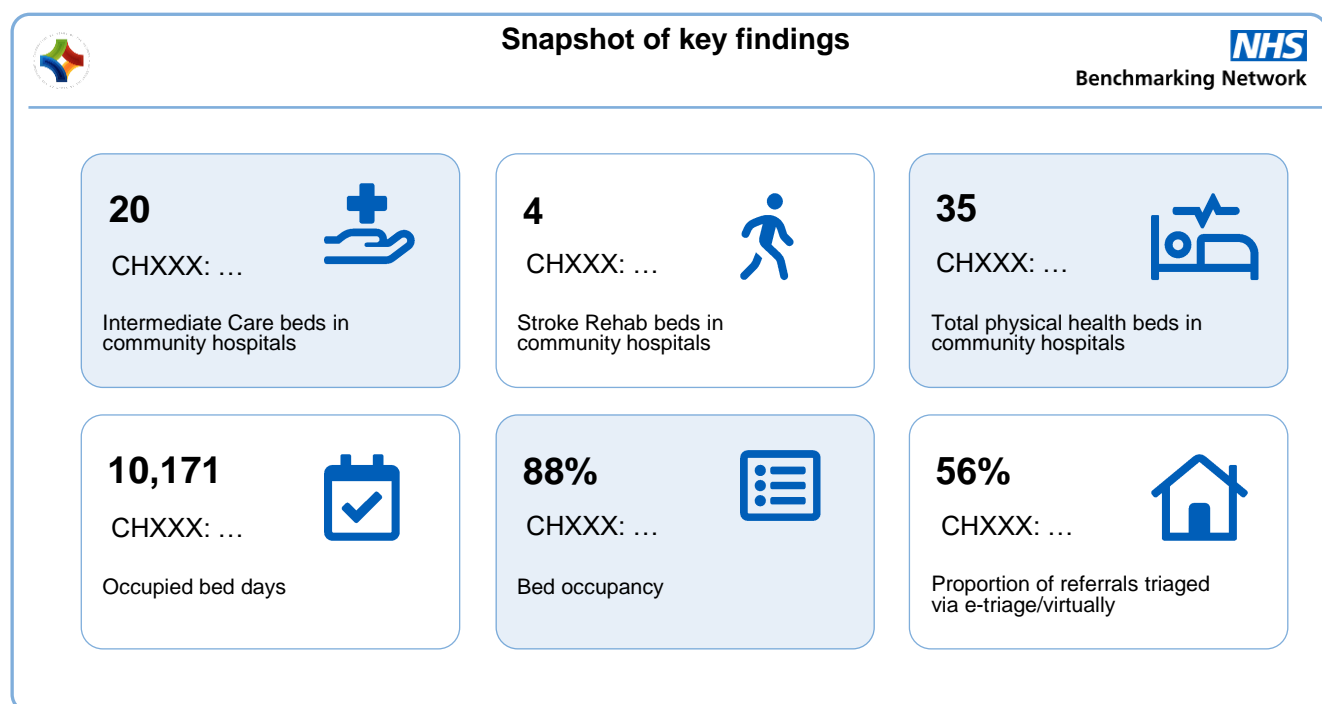 Snapshot of key findings
NHS
Benchmarking Network
20
CHXXX: …
Intermediate Care beds in
community hospitals
4
CHXXX: …
Stroke Rehab beds in
community hospitals
35
CHXXX: …
Total physical health beds in
community hospitals
10,171
CHXXX: …
Occupied bed days
88%
CHXXX: …
Bed occupancy
56%
CHXXX: …
Proportion of referrals triaged
via e-triage/virtually